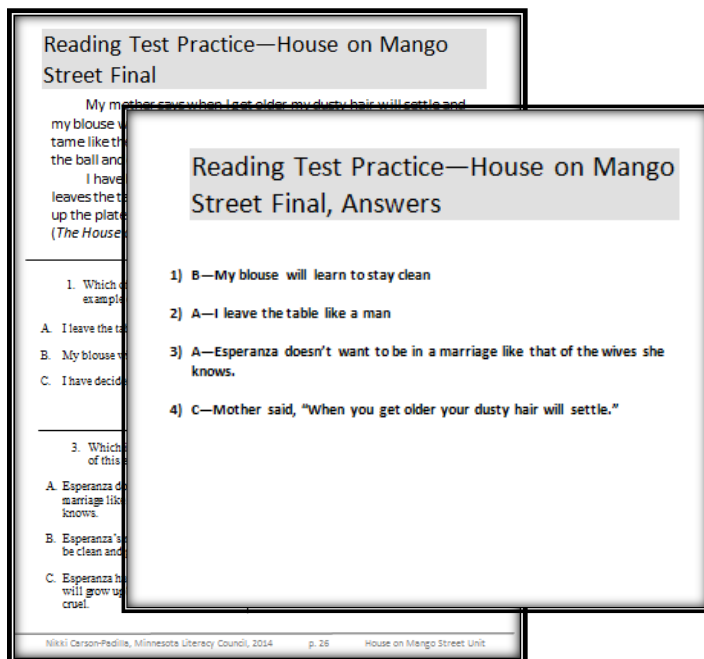 Reading Test Practice—House on Mango
Street Final
My mother says when I get older my dusty hair will settle and
my blouse
tame like the
the ball and
I have
leaves the
up the plate
(The House
1. Which
example
A. I leave the
B. My blouse
C. I have
3. Which
of this
A. Esperanza
marriage
knows.
B. Esperanza's
be clean and
C. Esperanza
will grow up
cruel.
Nikki Carson-Padilla, Minnesota Literacy Council, 2014 p. 26 House on Mango Street Unit
Reading Test Practice—House on Mango
Street Final, Answers
1) B—My blouse will learn to stay clean
2) A—I leave the table like a man
3) A—Esperanza doesn't want to be in a marriage like that of the wives she
knows.
4) C—Mother said, "When you get older your dusty hair will settle."